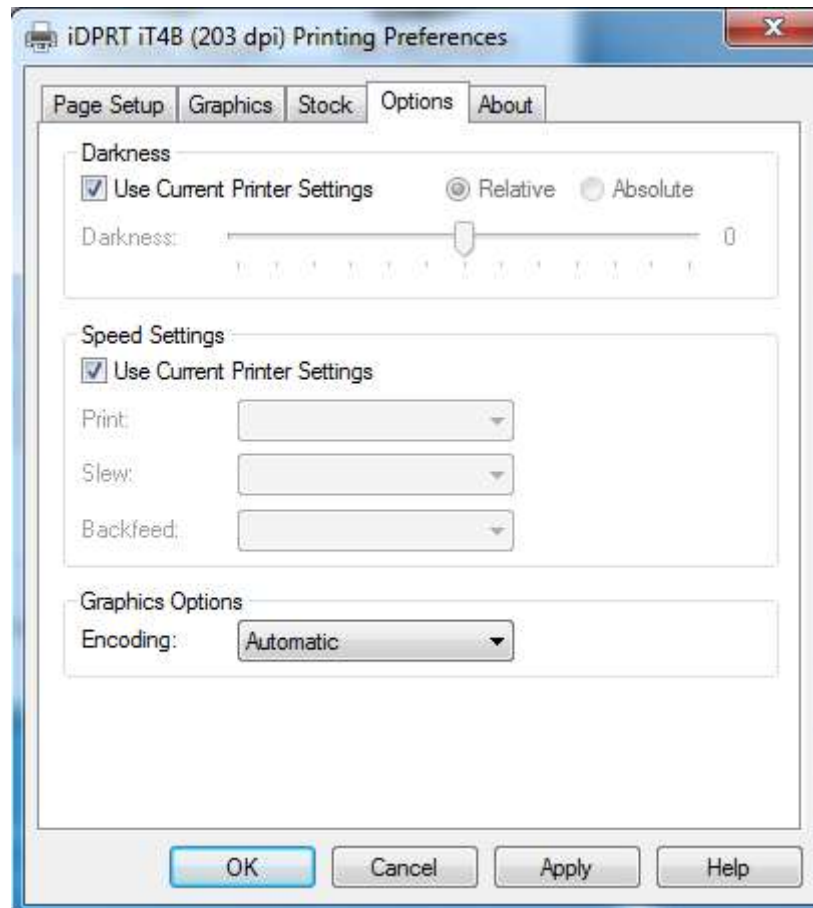 iDPRT iT4B (203 dpi) Printing Preferences
Page Setup Graphics Stock Options About
Darkness
Use Current Printer Settings Relative Absolute
Darkness: 0
Speed Settings
Use Current Printer Settings
Print:
Slew:
Backfeed:
Graphics Options
Encoding: Automatic
OK Cancel Apply Help